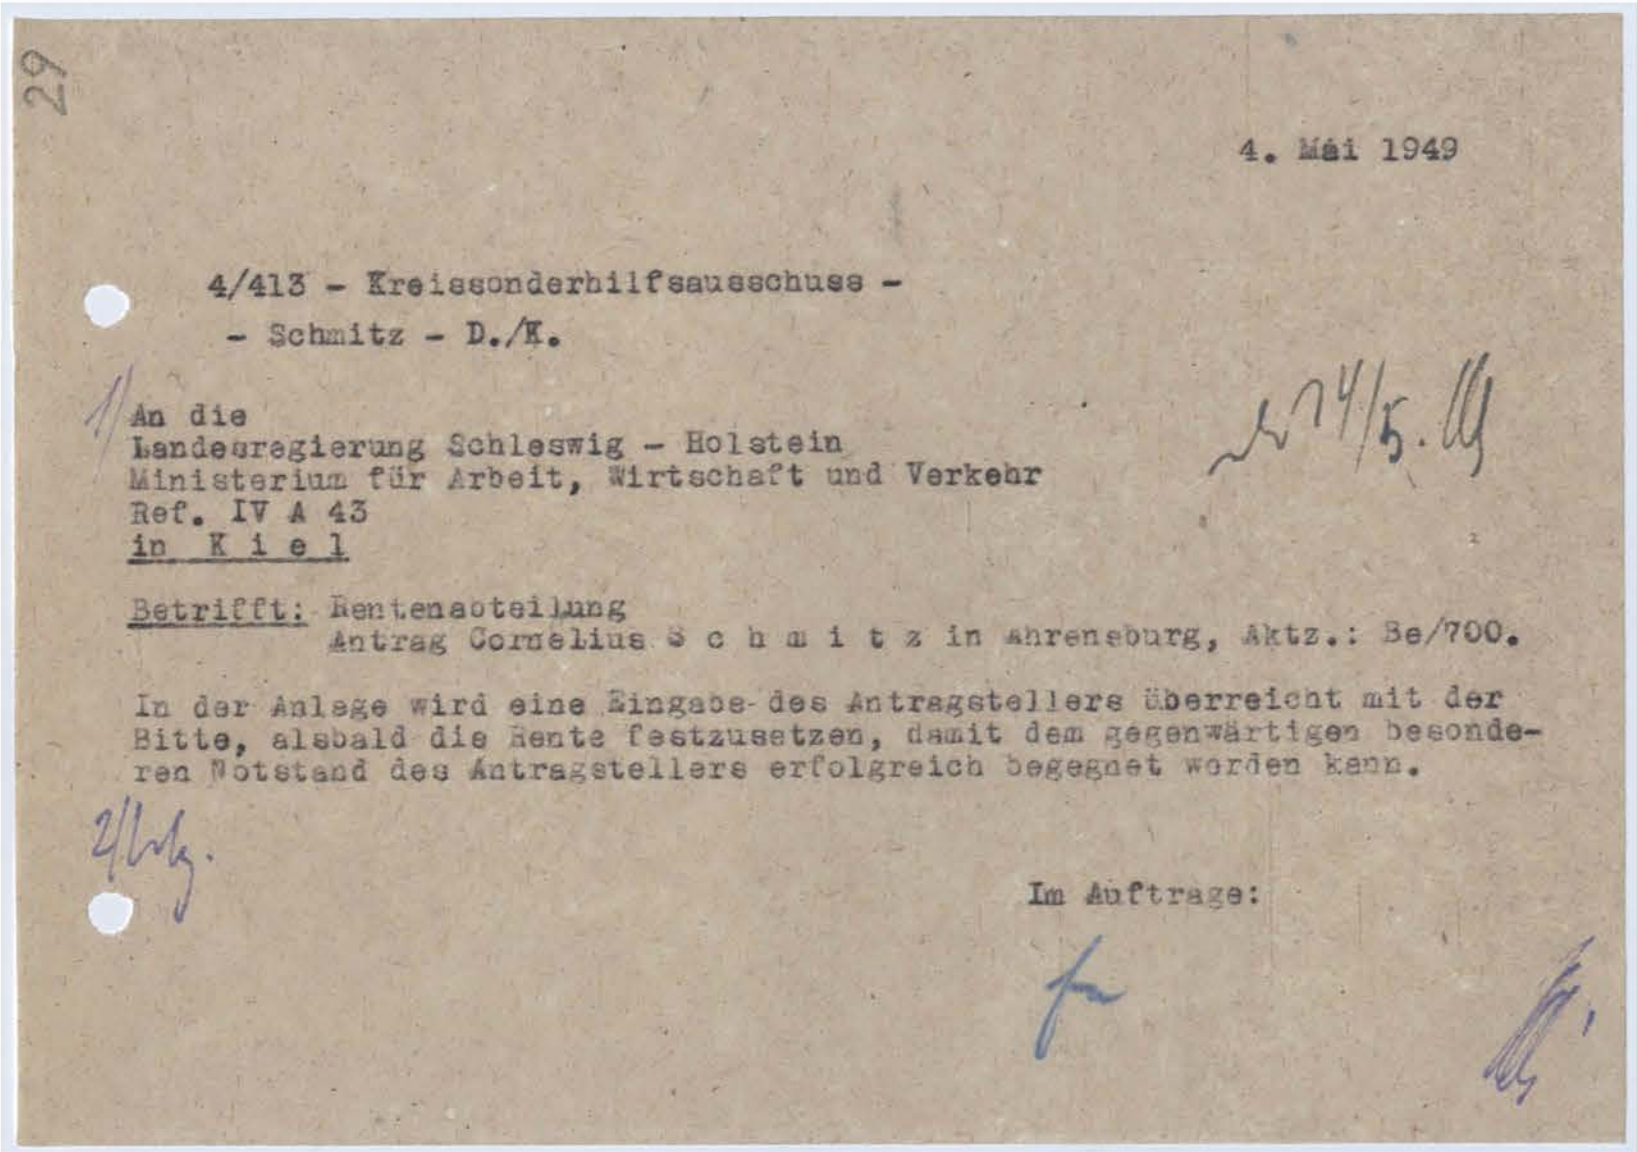 29
4. Mai 1949
4/413 - Kreissonderhilfsausschuss -
- Schmitz - D./K.
1/ An die
Landesregierung Schleswig - Holstein
Ministerium für Arbeit, Wirtschaft und Verkehr
Ref. IV A 43
in K i e l
Betrifft: Rentenabteilung
Antrag Cornelius S c h m i t z in Ahrensburg, Aktz.: Be/700.
In der Anlage wird eine Eingabe des Antragstellers überreicht mit der
Bitte, alsbald die Rente festzusetzen, damit dem gegenwärtigen besonde-
ren Notstand des Antragstellers erfolgreich begegnet werden kann.
2/
Im Auftrage: